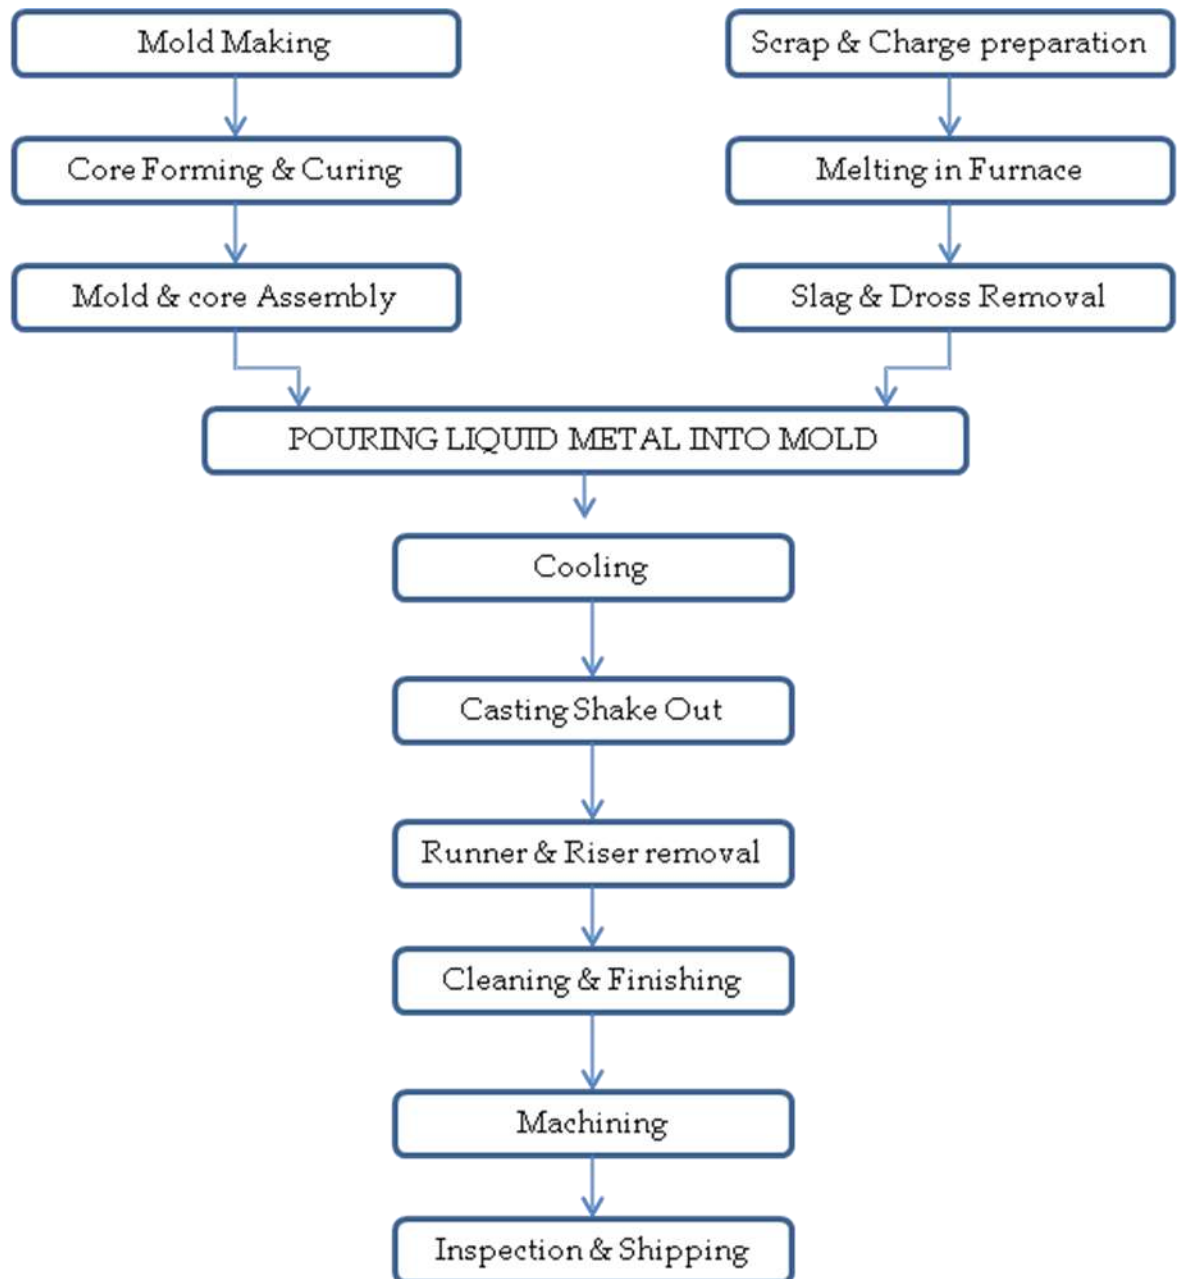 Mold Making
Scrap & Charge preparation
Core Forming & Curing
Melting in Furnace
Mold & core Assembly
Slag & Dross Removal
POURING LIQUID METAL INTO MOLD
Cooling
Casting Shake Out
Runner & Riser removal
Cleaning & Finishing
Machining
Inspection & Shipping